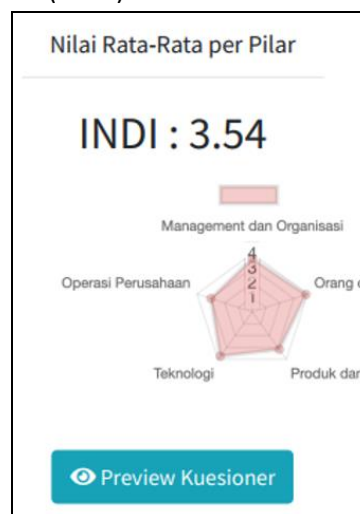 Nilai Rata-Rata per Pilar
INDI : 3.54
Management dan Organisasi
4
3
2
1
Operasi Perusahaan
Orang
Teknologi
Produk dan
Preview Kuesioner